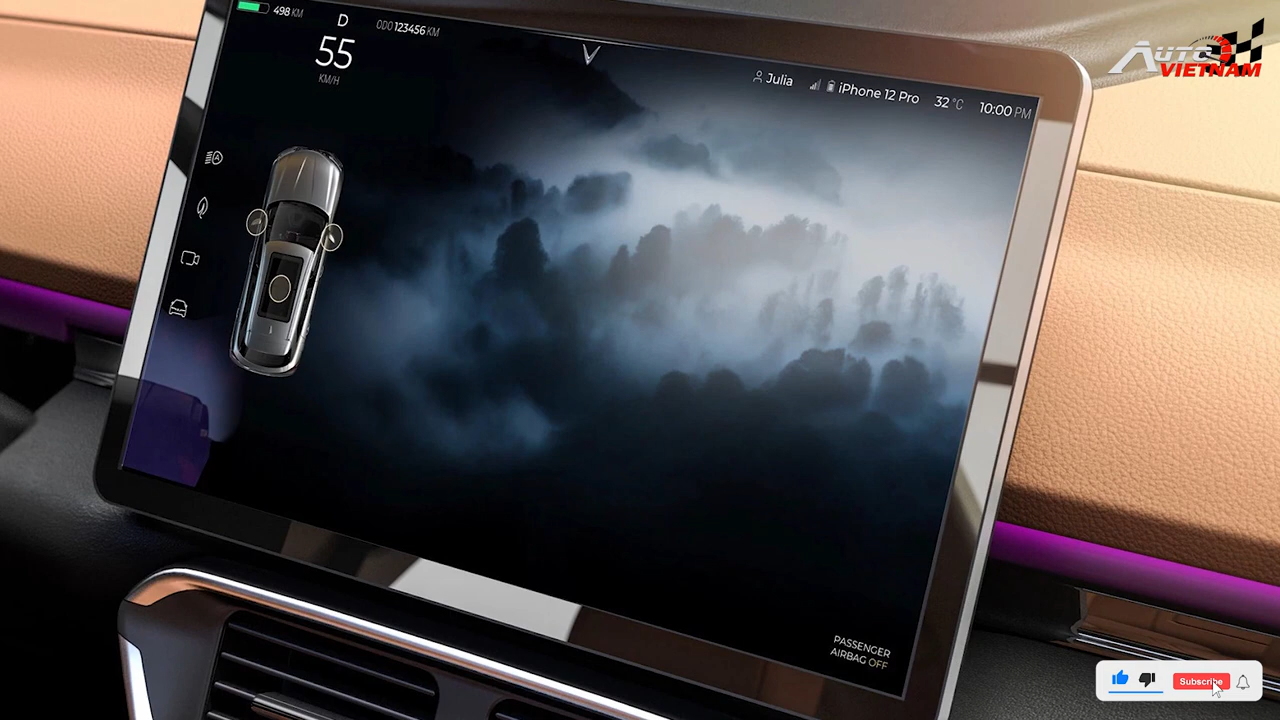 498 KM
D
55
KM/H
ODO 123456 KM
Julia
iPhone 12 Pro
32 °C
10:00 PM
AUTO
VIETNAM
PASSENGER
AIRBAG OFF
Subscribe